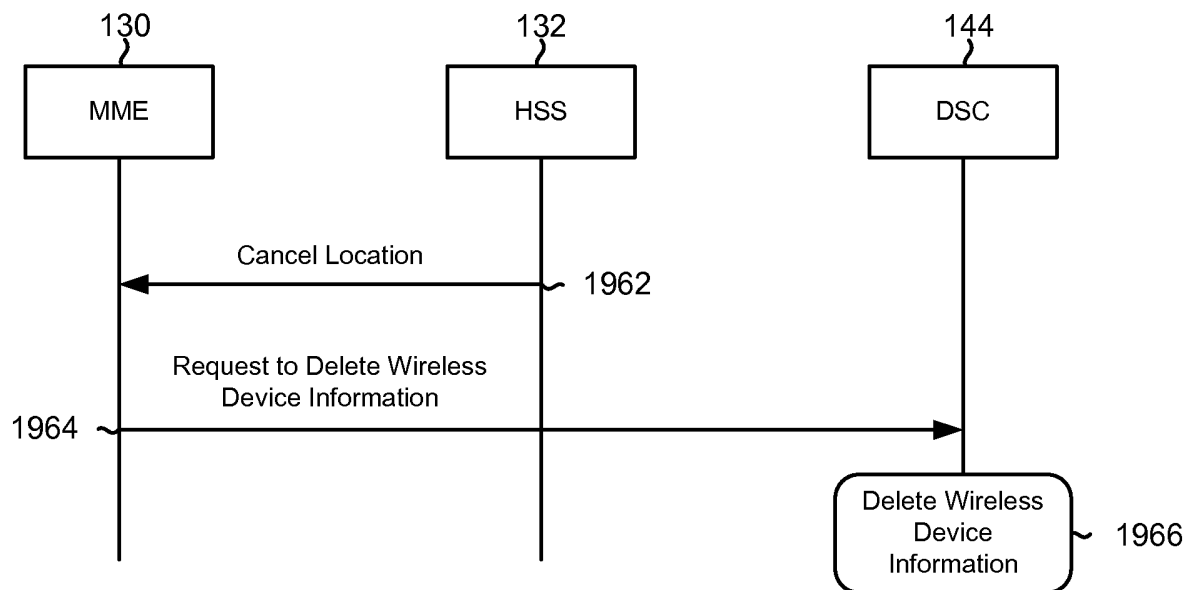 130
132
144
MME
HSS
DSC
Cancel Location
1962
Request to Delete Wireless
Device Information
1964
Delete Wireless
Device
Information
1966